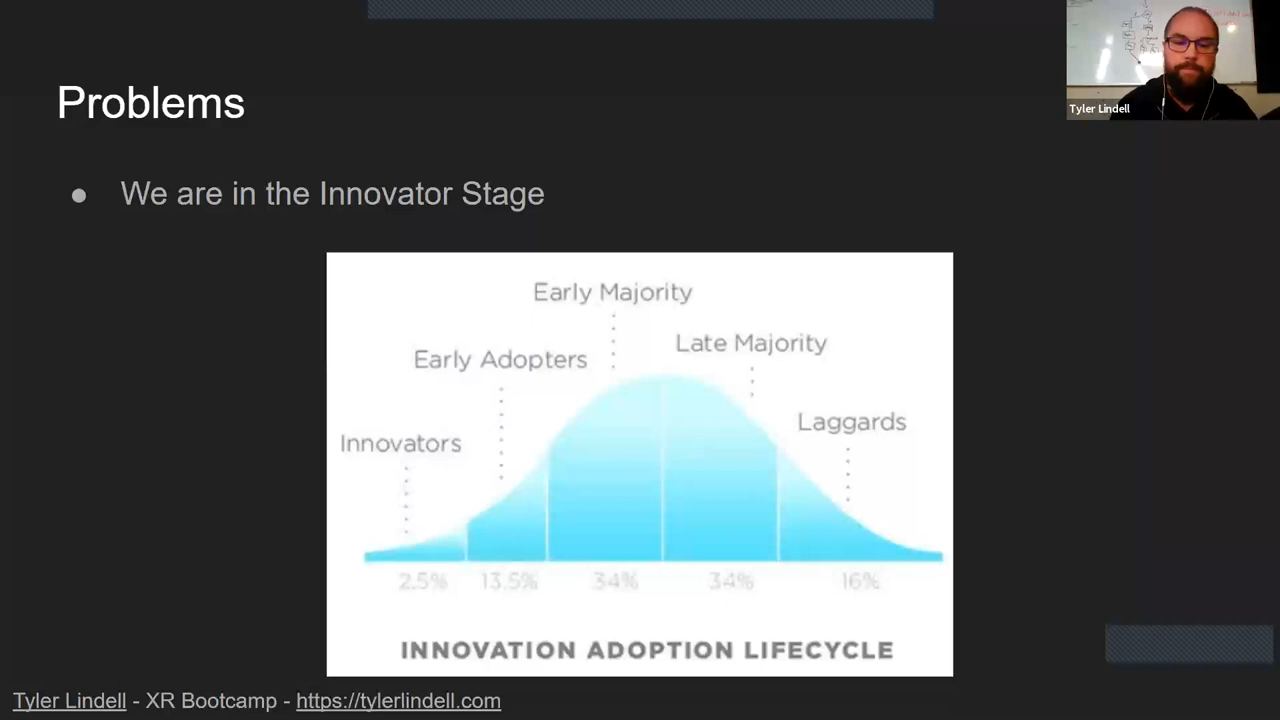 Problems
Tyler Lindell
● We are in the Innovator Stage
Early Majority
Late Majority
Early Adopters
Laggards
Innovators
2.5% 13.5% 34% 34% 16%
INNOVATION ADOPTION LIFECYCLE
Tyler Lindell - XR Bootcamp - https://tylerlindell.com